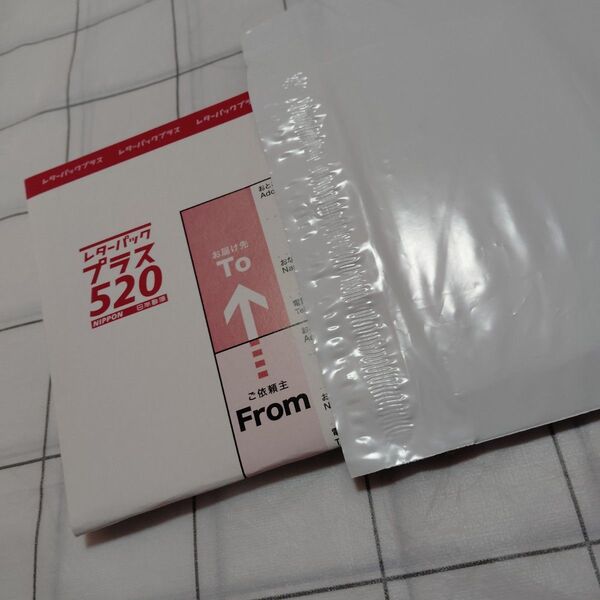 レターパックプラス レターパックプラス レターパックプラス
レターパック
プラス
520
NIPPON 日本郵便
お届け先
To
ご依頼主
From